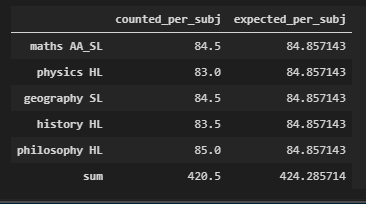 counted_per_subj expected_per_subj
maths AA_SL 84.5 84.857143
physics HL 83.0 84.857143
geography SL 84.5 84.857143
history HL 83.5 84.857143
philosophy HL 85.0 84.857143
sum 420.5 424.285714